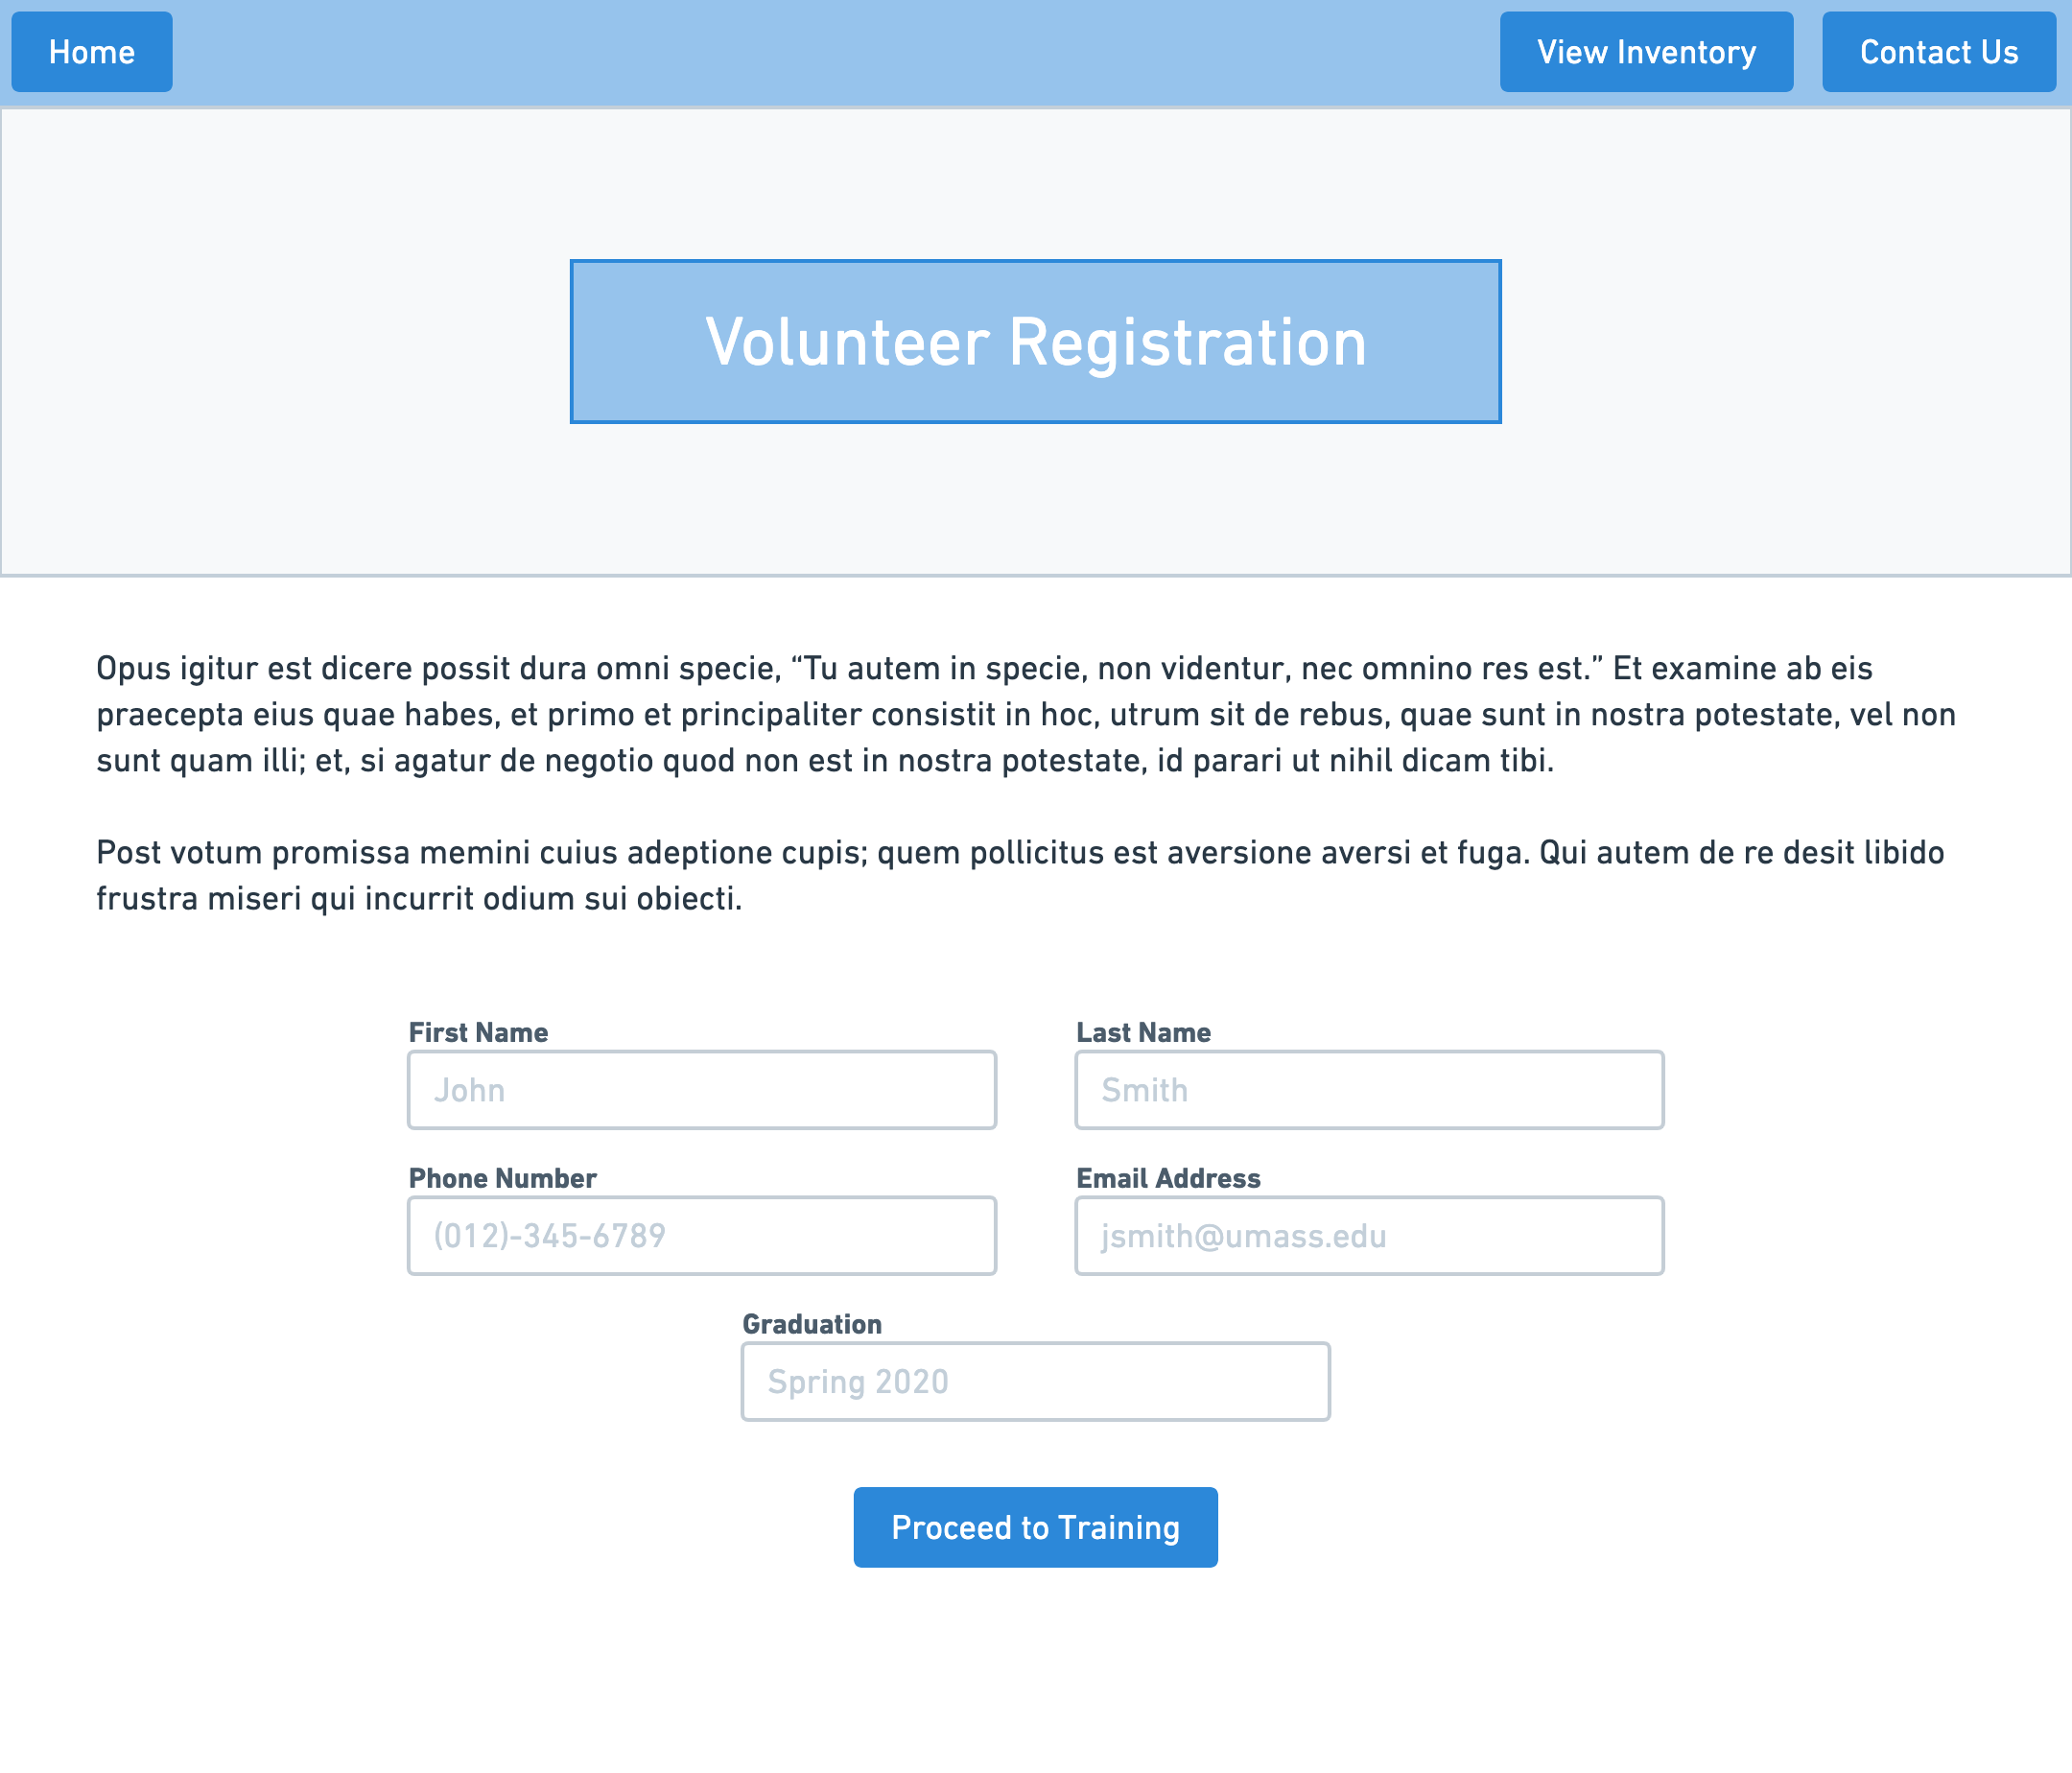 Home
View Inventory
Contact Us
Volunteer Registration
Opus igitur est dicere possit dura omni specie, “Tu autem in specie, non videntur, nec omnino res est.” Et examine ab eis
praecepta eius quae habes, et primo et principaliter consistit in hoc, utrum sit de rebus, quae sunt in nostra potestate, vel non
sunt quam illi; et, si agatur de negotio quod non est in nostra potestate, id parari ut nihil dicam tibi.
Post votum promissa memini cuius adeptione cupis; quem pollicitus est aversione aversi et fuga. Qui autem de re desit libido
frustra miseri qui incurrit odium sui obiecti.
First Name
John
Last Name
Smith
Phone Number
(012)-345-6789
Email Address
jsmith@umass.edu
Graduation
Spring 2020
Proceed to Training